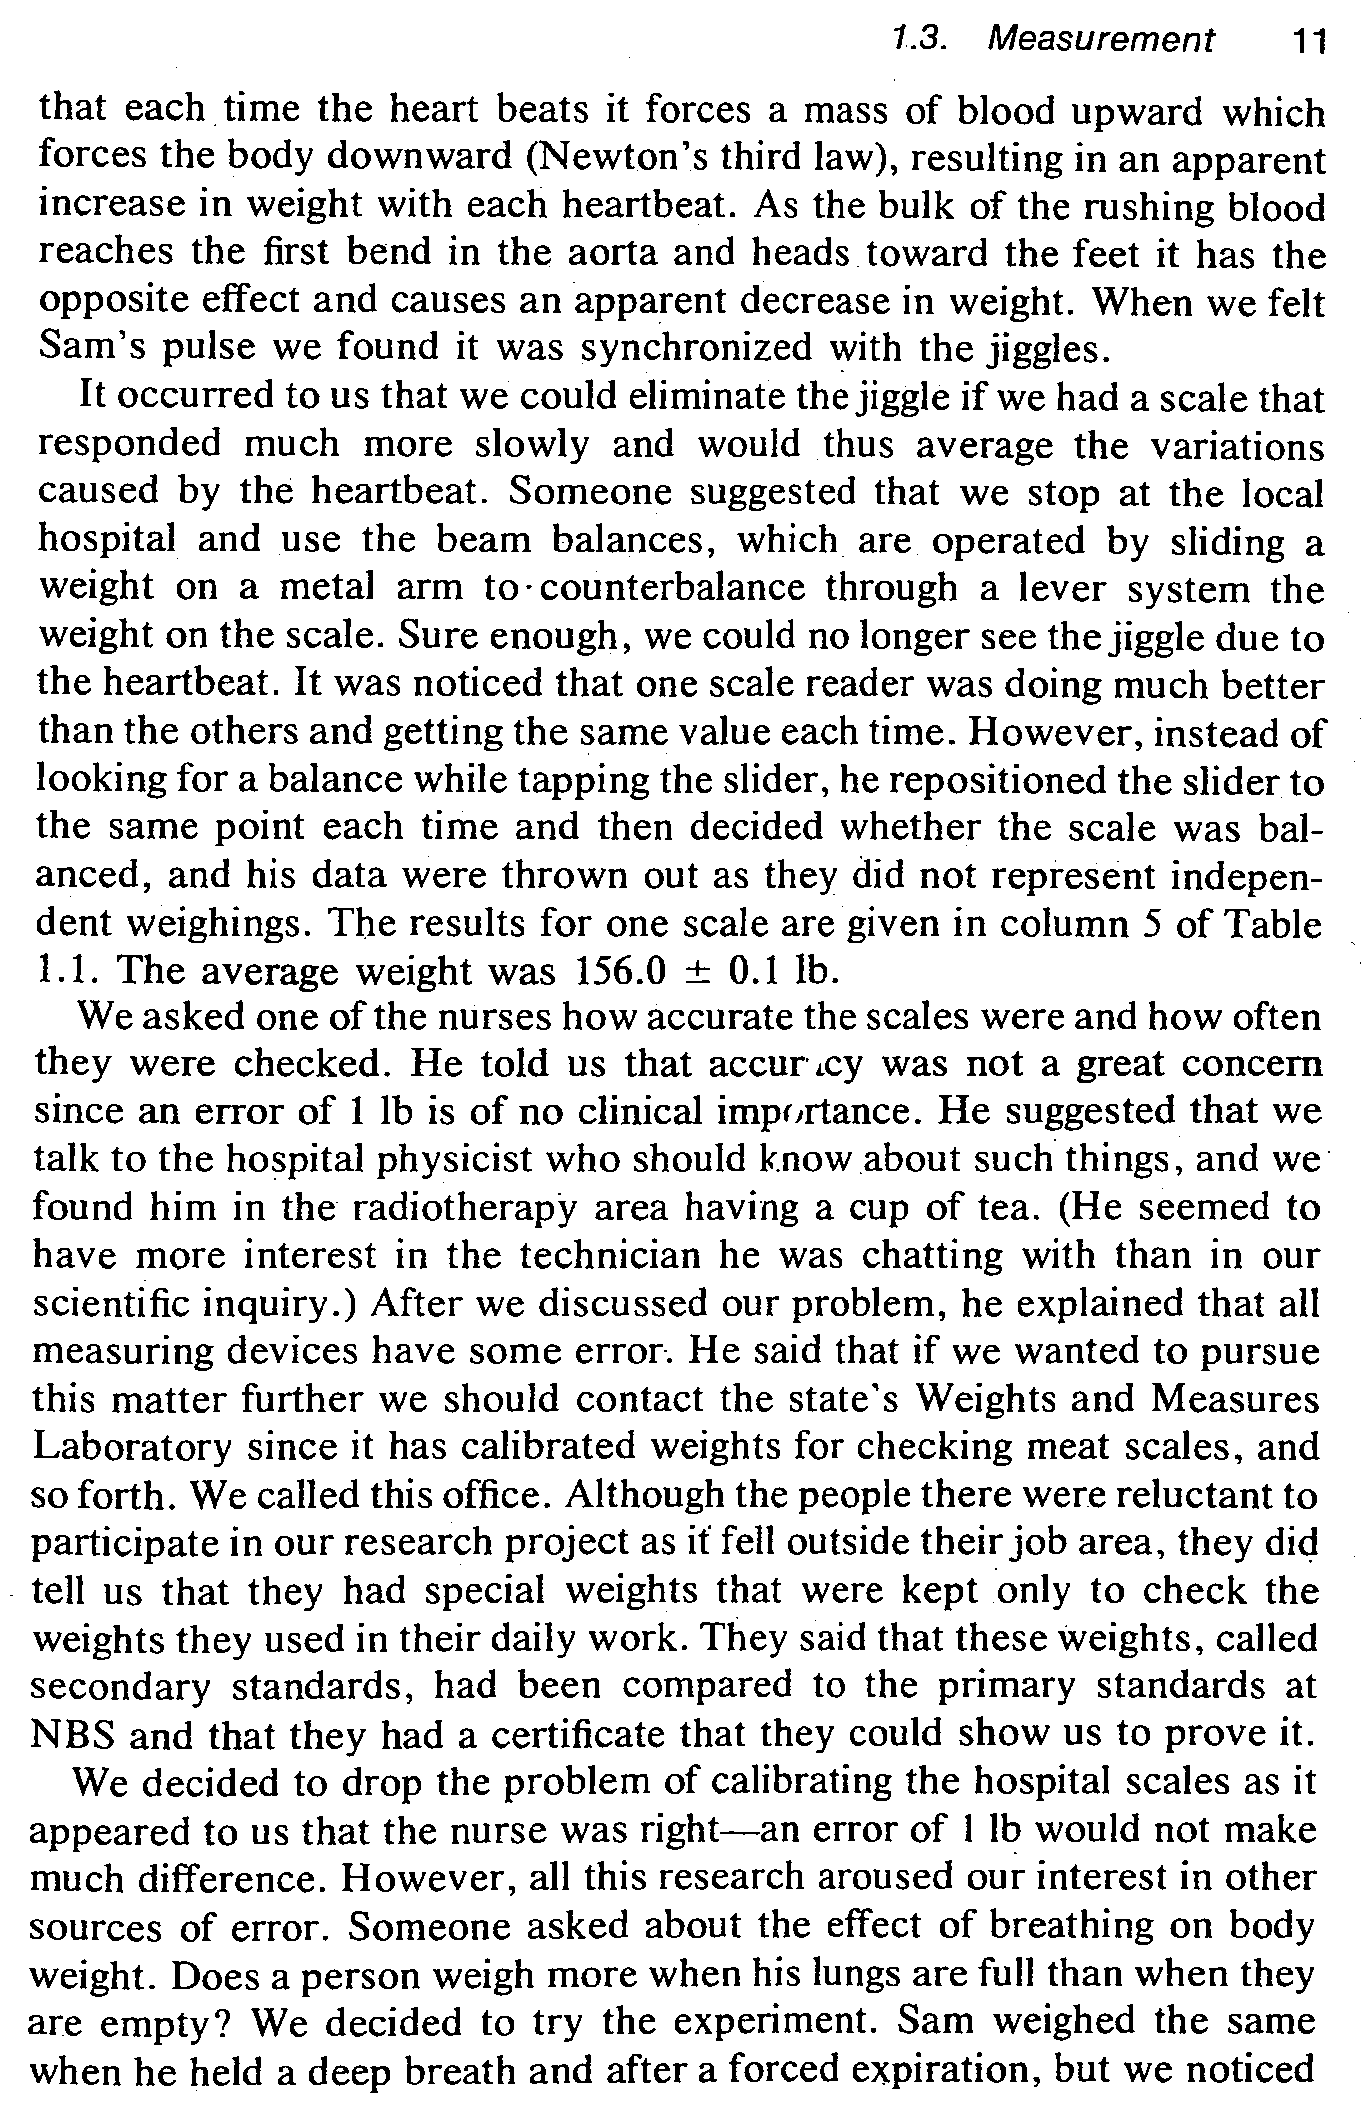 1.3. Measurement 11
that each time the heart beats it forces a mass of blood upward which
forces the body downward (Newton's third law), resulting in an apparent
increase in weight with each heartbeat. As the bulk of the rushing blood
reaches the first bend in the aorta and heads toward the feet it has the
opposite effect and causes an apparent decrease in weight. When we felt
Sam's pulse we found it was synchronized with the jiggles.
It occurred to us that we could eliminate the jiggle if we had a scale that
responded much more slowly and would thus average the variations
caused by the heartbeat. Someone suggested that we stop at the local
hospital and use the beam balances, which are operated by sliding a
weight on a metal arm to counterbalance through a lever system the
weight on the scale. Sure enough, we could no longer see the jiggle due to
the heartbeat. It was noticed that one scale reader was doing much better
than the others and getting the same value each time. However, instead of
looking for a balance while tapping the slider, he repositioned the slider to
the same point each time and then decided whether the scale was bal-
anced, and his data were thrown out as they did not represent indepen-
dent weighings. The results for one scale are given in column 5 of Table
1.1. The average weight was 156.0 ± 0.1 lb.
We asked one of the nurses how accurate the scales were and how often
they were checked. He told us that accuracy was not a great concern
since an error of 1 lb is of no clinical importance. He suggested that we
talk to the hospital physicist who should know about such things, and we
found him in the radiotherapy area having a cup of tea. (He seemed to
have more interest in the technician he was chatting with than in our
scientific inquiry.) After we discussed our problem, he explained that all
measuring devices have some error. He said that if we wanted to pursue
this matter further we should contact the state's Weights and Measures
Laboratory since it has calibrated weights for checking meat scales, and
so forth. We called this office. Although the people there were reluctant to
participate in our research project as it fell outside their job area, they did
tell us that they had special weights that were kept only to check the
weights they used in their daily work. They said that these weights, called
secondary standards, had been compared to the primary standards at
NBS and that they had a certificate that they could show us to prove it.
We decided to drop the problem of calibrating the hospital scales as it
appeared to us that the nurse was right—an error of 1 lb would not make
much difference. However, all this research aroused our interest in other
sources of error. Someone asked about the effect of breathing on body
weight. Does a person weigh more when his lungs are full than when they
are empty? We decided to try the experiment. Sam weighed the same
when he held a deep breath and after a forced expiration, but we noticed